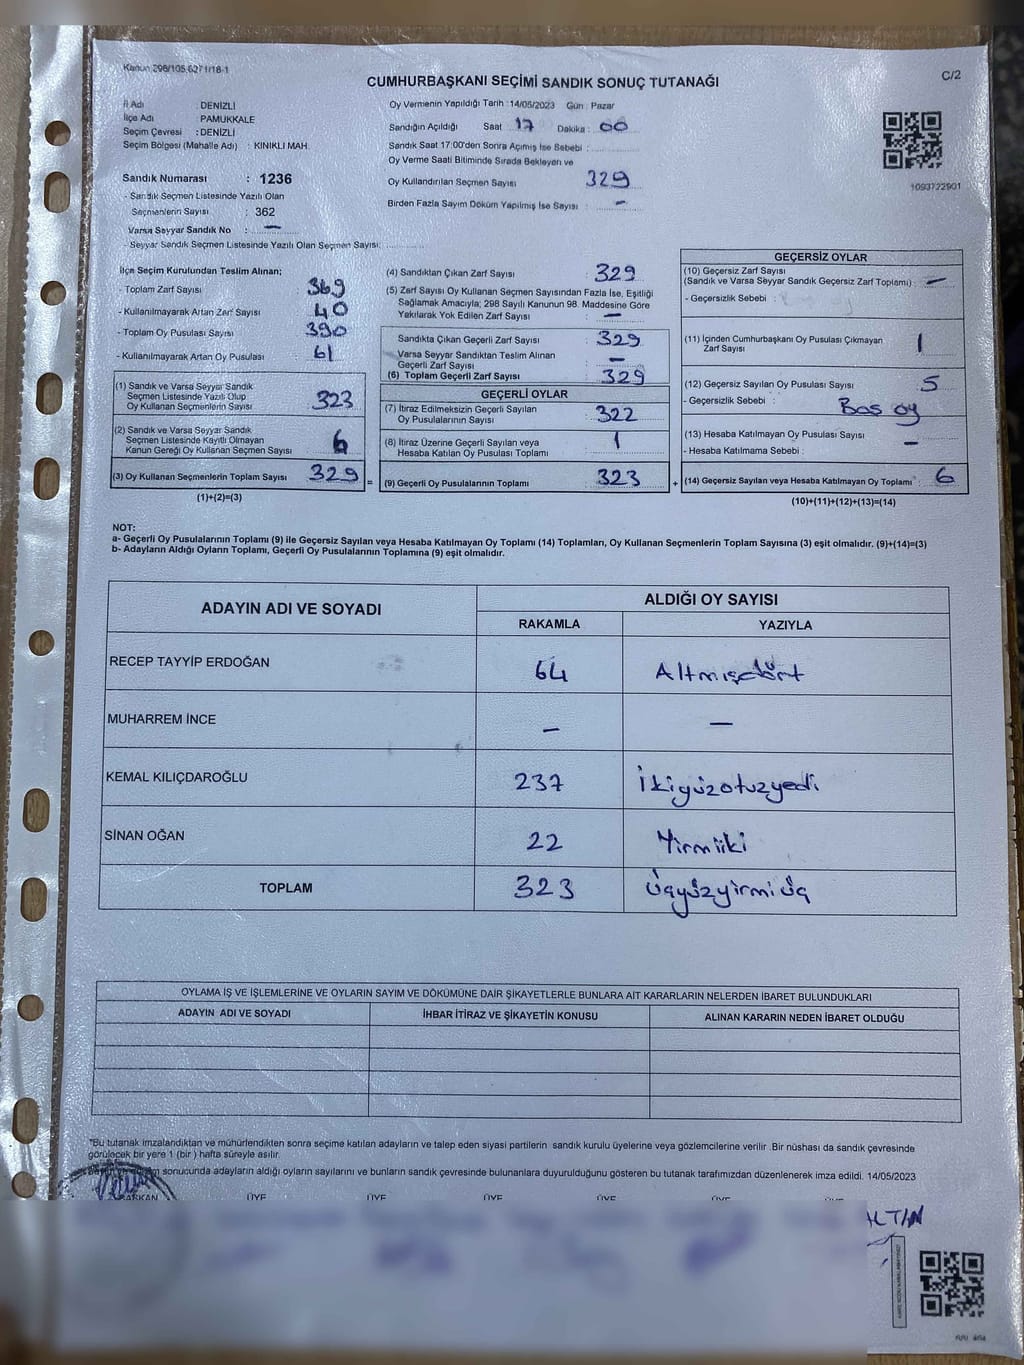 Kanun 298/105 6271/18-1
CUMHURBAŞKANI SEÇİMİ SANDIK SONUÇ TUTANAĞI
C/2
İl Adı : DENİZLİ
İlçe Adı : PAMUKKALE
Seçim Çevresi : DENİZLİ
Seçim Bölgesi (Mahalle Adı) : KINIKLI MAH.
Oy Vermenin Yapıldığı Tarih : 14/05/2023 Gün : Pazar
Sandığın Açıldığı Saat 17 Dakika : 00
Sandık Saat 17:00'den Sonra Açılmış İse Sebebi :
Oy Verme Saati Bitiminde Sırada Bekleyen ve
Oy Kullandırılan Seçmen Sayısı 329
Birden Fazla Sayım Döküm Yapılmış İse Sayısı : –
1093722901
Sandık Numarası : 1236
- Sandık Seçmen Listesinde Yazılı Olan
Seçmenlerin Sayısı : 362
Varsa Seyyar Sandık No : –
- Seyyar Sandık Seçmen Listesinde Yazılı Olan Seçmen Sayısı:
İlçe Seçim Kurulundan Teslim Alınan;
- Toplam Zarf Sayısı : 369
- Kullanılmayarak Artan Zarf Sayısı : 40
- Toplam Oy Pusulası Sayısı : 390
- Kullanılmayarak Artan Oy Pusulası : 61
(1) Sandık ve Varsa Seyyar Sandık
Seçmen Listesinde Yazılı Olup
Oy Kullanan Seçmenlerin Sayısı : 323
(2) Sandık ve Varsa Seyyar Sandık
Seçmen Listesinde Kayıtlı Olmayan
Kanun Gereği Oy Kullanan Seçmen Sayısı : 6
(3) Oy Kullanan Seçmenlerin Toplam Sayısı : 329
(1)+(2)=(3)
(4) Sandıktan Çıkan Zarf Sayısı : 329
(5) Zarf Sayısı Oy Kullanan Seçmen Sayısından Fazla İse, Eşitliği
Sağlamak Amacıyla; 298 Sayılı Kanunun 98. Maddesine Göre
Yakılarak Yok Edilen Zarf Sayısı : –
Sandıkta Çıkan Geçerli Zarf Sayısı : 329
Varsa Seyyar Sandıktan Teslim Alınan
Geçerli Zarf Sayısı : –
(6) Toplam Geçerli Zarf Sayısı : 329
GEÇERLİ OYLAR
(7) İtiraz Edilmeksizin Geçerli Sayılan
Oy Pusulalarının Sayısı : 322
(8) İtiraz Üzerine Geçerli Sayılan veya
Hesaba Katılan Oy Pusulası Toplamı : 1
= (9) Geçerli Oy Pusulalarının Toplamı : 323
GEÇERSİZ OYLAR
(10) Geçersiz Zarf Sayısı
(Sandık ve Varsa Seyyar Sandık Geçersiz Zarf Toplamı) : –
- Geçersizlik Sebebi :
(11) İçinden Cumhurbaşkanı Oy Pusulası Çıkmayan
Zarf Sayısı : 1
(12) Geçersiz Sayılan Oy Pusulası Sayısı : 5
- Geçersizlik Sebebi : Boş oy
(13) Hesaba Katılmayan Oy Pusulası Sayısı : –
- Hesaba Katılmama Sebebi :
+ (14) Geçersiz Sayılan veya Hesaba Katılmayan Oy Toplamı : 6
(10)+(11)+(12)+(13)=(14)
NOT:
a- Geçerli Oy Pusulalarının Toplamı (9) ile Geçersiz Sayılan veya Hesaba Katılmayan Oy Toplamı (14) Toplamları, Oy Kullanan Seçmenlerin Toplam Sayısına (3) eşit olmalıdır. (9)+(14)=(3)
b- Adayların Aldığı Oyların Toplamı, Geçerli Oy Pusulalarının Toplamına (9) eşit olmalıdır.
ADAYIN ADI VE SOYADI
ALDIĞI OY SAYISI
RAKAMLA YAZIYLA
RECEP TAYYİP ERDOĞAN 64 Altmışdört
MUHARREM İNCE – –
KEMAL KILIÇDAROĞLU 237 İkiyüzotuzyedi
SİNAN OĞAN 22 Yirmiiki
TOPLAM 323 Üçyüzyirmi üç
OYLAMA İŞ VE İŞLEMLERİNE VE OYLARIN SAYIM VE DÖKÜMÜNE DAİR ŞİKAYETLERLE BUNLARA AİT KARARLARIN NELERDEN İBARET BULUNDUKLARI
ADAYIN ADI VE SOYADI İHBAR İTİRAZ VE ŞİKAYETİN KONUSU ALINAN KARARIN NEDEN İBARET OLDUĞU
*Bu tutanak imzalandıktan ve mühürlendikten sonra seçime katılan adayların ve talep eden siyasi partilerin sandık kurulu üyelerine veya gözlemcilerine verilir. Bir nüshası da sandık çevresinde
görülecek bir yere 1 (bir) hafta süreyle asılır.
sonucunda adayların aldığı oyların sayılarını ve bunların sandık çevresinde bulunanlara duyurulduğunu gösteren bu tutanak tarafımızdan düzenlenerek imza edildi. 14/05/2023
BAŞKAN ÜYE ÜYE ÜYE ÜYE ÜYE ÜYE